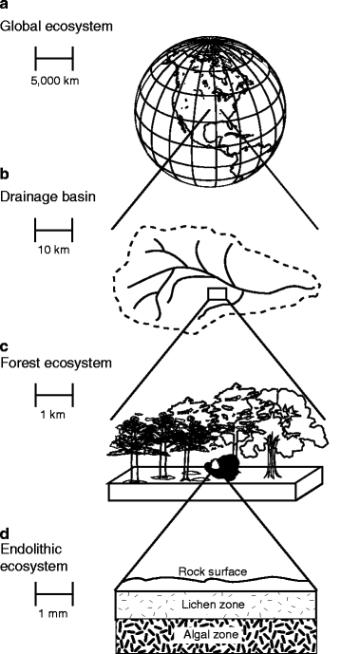 a
Global ecosystem
5,000 km
b
Drainage basin
10 km
c
Forest ecosystem
1 km
d
Endolithic
ecosystem
1 mm
Rock surface
Lichen zone
Algal zone